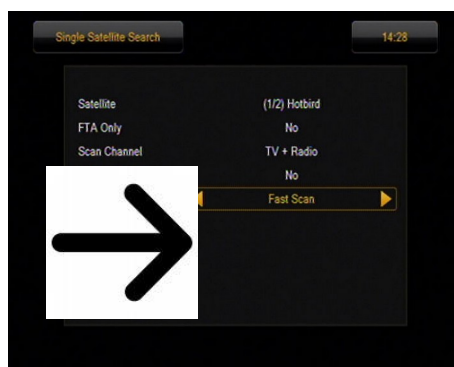 Single Satellite Search 14:28
Satellite (1/2) Hotbird
FTA Only No
Scan Channel TV + Radio
No
Fast Scan